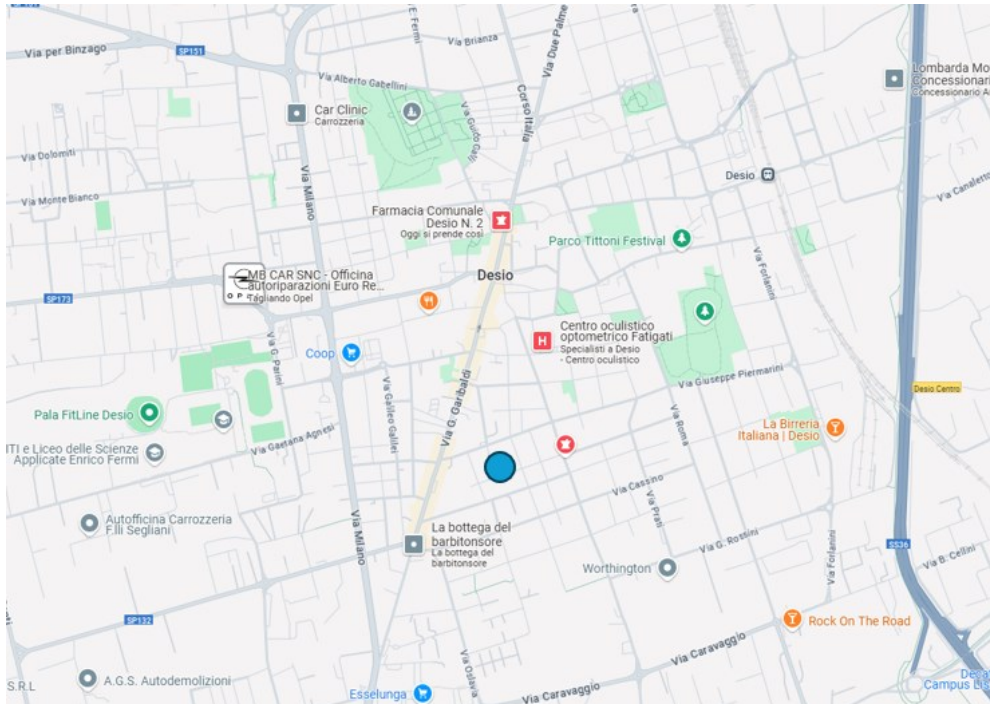 Via per Binzago
SP151
E. Fermi
Via Brianza
Via Due Palme
Via Alberto Gabellini
Corso Italia
Lombarda Mo
Concessionari
Concessionario A
Car Clinic
Carrozzeria
Via Guido Galli
Via Dolomiti
Via Milano
Desio
Via Canaletto
Via Monte Bianco
Farmacia Comunale
Desio N. 2
Oggi si prende così
Parco Tittoni Festival
Via Forlanini
Desio
MB CAR SNC - Officina
autoriparazioni Euro Re...
Tagliando Opel
SP173
Centro oculistico
optometrico Fatigati
Specialisti a Desio
- Centro oculistico
Coop
Via G. Parini
Via Giuseppe Piermarini
Desio Centro
Via Galileo Galilei
Via G. Garibaldi
Pala FitLine Desio
Via Roma
La Birreria
Italiana | Desio
Via Gaetana Agnesi
ITI e Liceo delle Scienze
Applicate Enrico Fermi
Via Cassino
Via Prati
Autofficina Carrozzeria
F.lli Segliani
Via Milano
La bottega del
barbitonsore
La bottega del
barbitonsore
Via G. Rossini
Via Forlanini
SS36
Via B. Cellini
Worthington
SP132
Rock On The Road
Via Caravaggio
Via Oslavia
S.R.L
A.G.S. Autodemolizioni
Esselunga
Via Caravaggio
Campus Lis